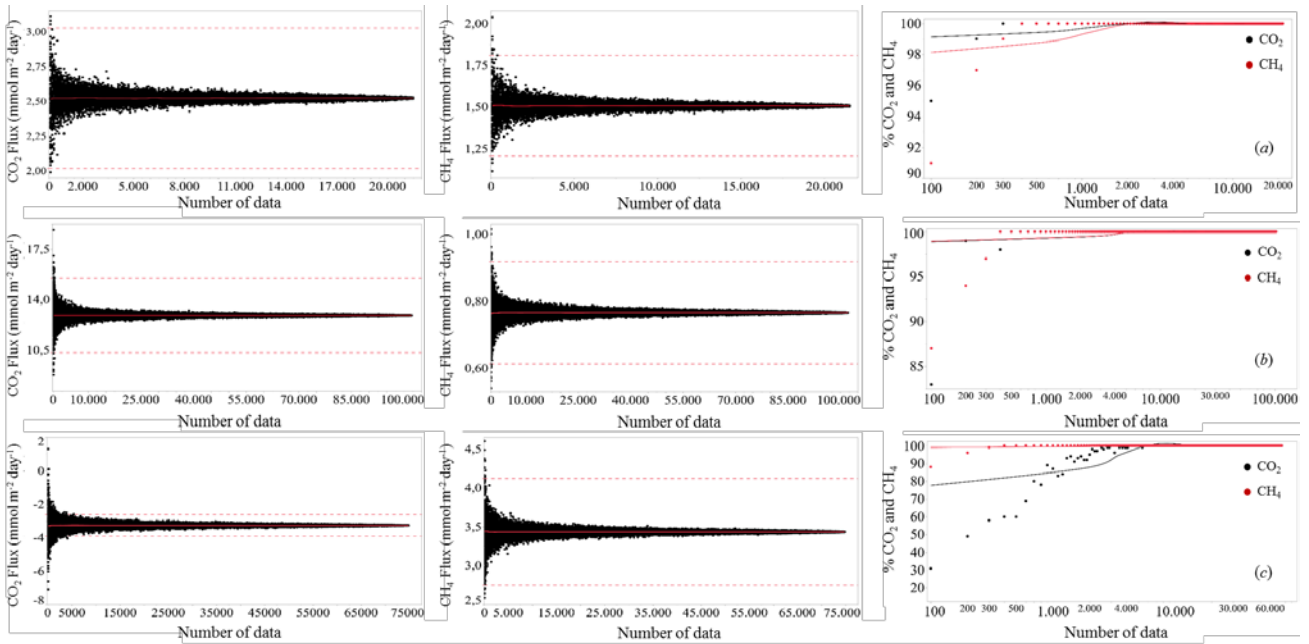 CO₂ Flux (mmol m⁻² day⁻¹)
3,00
2,75
2,50
2,25
2,00
0 2.000 5.000 8.000 11.000 14.000 17.000 20.000
Number of data
CH₄ Flux (mmol m⁻² day⁻¹)
2,00
1,75
1,50
1,25
0 5.000 10.000 15.000 20.000
Number of data
% CO₂ and CH₄
100
98
96
94
92
90
CO₂
CH₄
(a)
100 200 300 500 1.000 2.000 4.000 10.000 20.000
Number of data
CO₂ Flux (mmol m⁻² day⁻¹)
17,5
14,0
10,5
0 10.000 25.000 40.000 55.000 70.000 85.000 100.000
Number of data
CH₄ Flux (mmol m⁻² day⁻¹)
1,00
0,80
0,60
0 10.000 25.000 40.000 55.000 70.000 85.000 100.000
Number of data
% CO₂ and CH₄
100
95
90
85
CO₂
CH₄
(b)
100 200 300 500 1.000 2.000 4.000 10.000 30.000 100.000
Number of data
CO₂ Flux (mmol m⁻² day⁻¹)
2
0
-2
-4
-6
-8
0 5000 15000 25000 35000 45000 55000 65000 75000
Number of data
CH₄ Flux (mmol m⁻² day⁻¹)
4,5
4,0
3,5
3,0
2,5
0 5.000 15.000 25.000 35.000 45.000 55.000 65.000 75.000
Number of data
% CO₂ and CH₄
100
90
80
70
60
50
40
30
20
CO₂
CH₄
(c)
100 200 300 500 1.000 2.000 4.000 10.000 20.000 60.000
Number of data